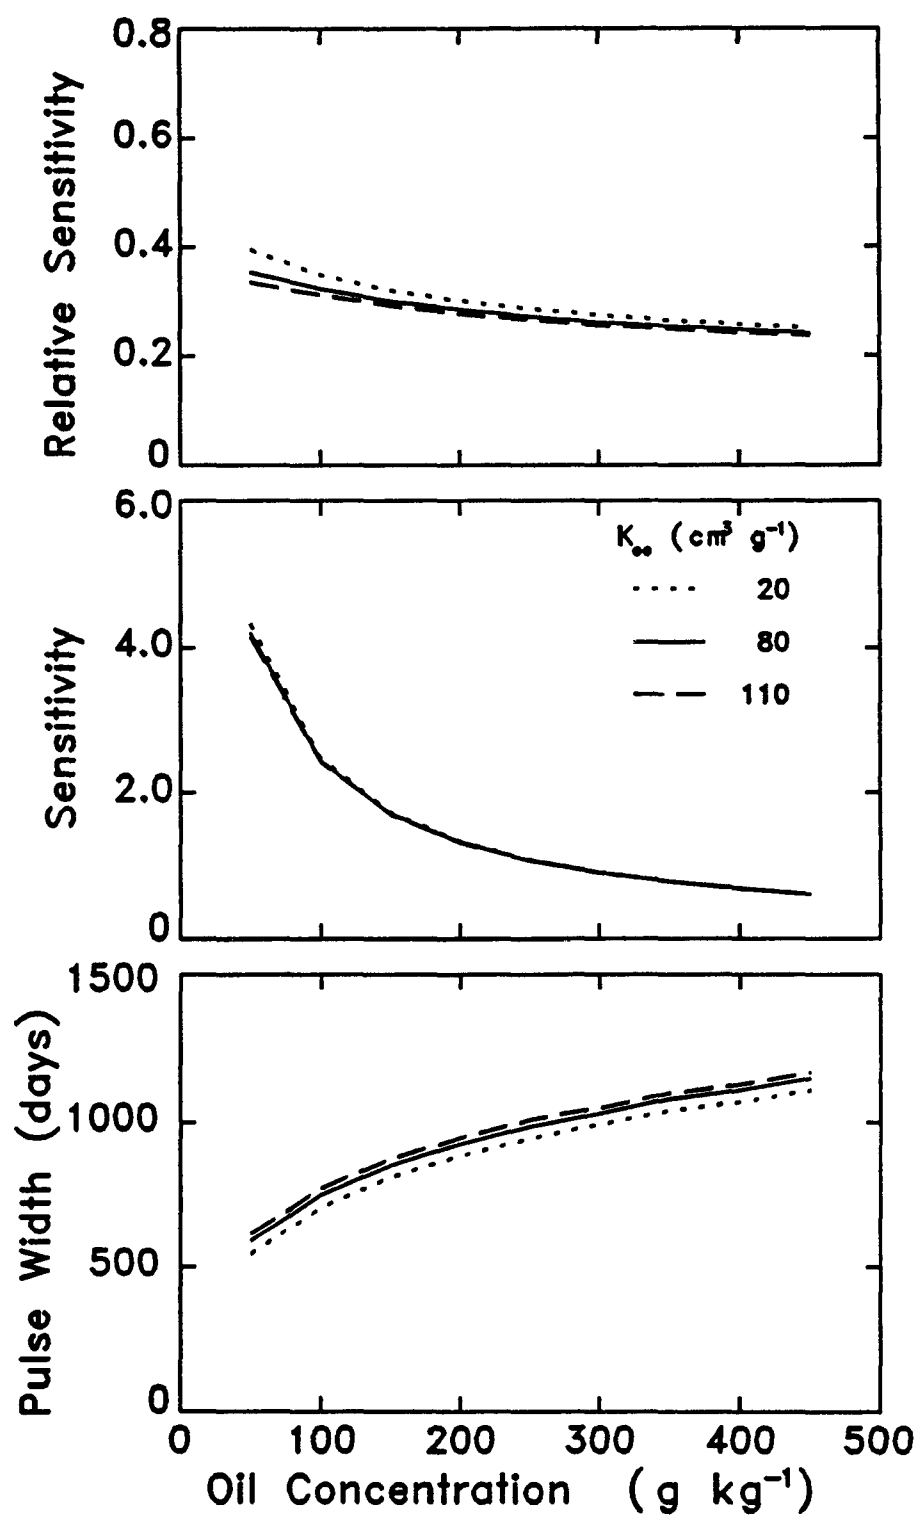 Relative Sensitivity
0.8
0.6
0.4
0.2
0
Sensitivity
6.0
4.0
2.0
0
K (cm³ g⁻¹)
20
80
110
Pulse Width (days)
1500
1000
500
0
0 100 200 300 400 500
Oil Concentration (g kg⁻¹)